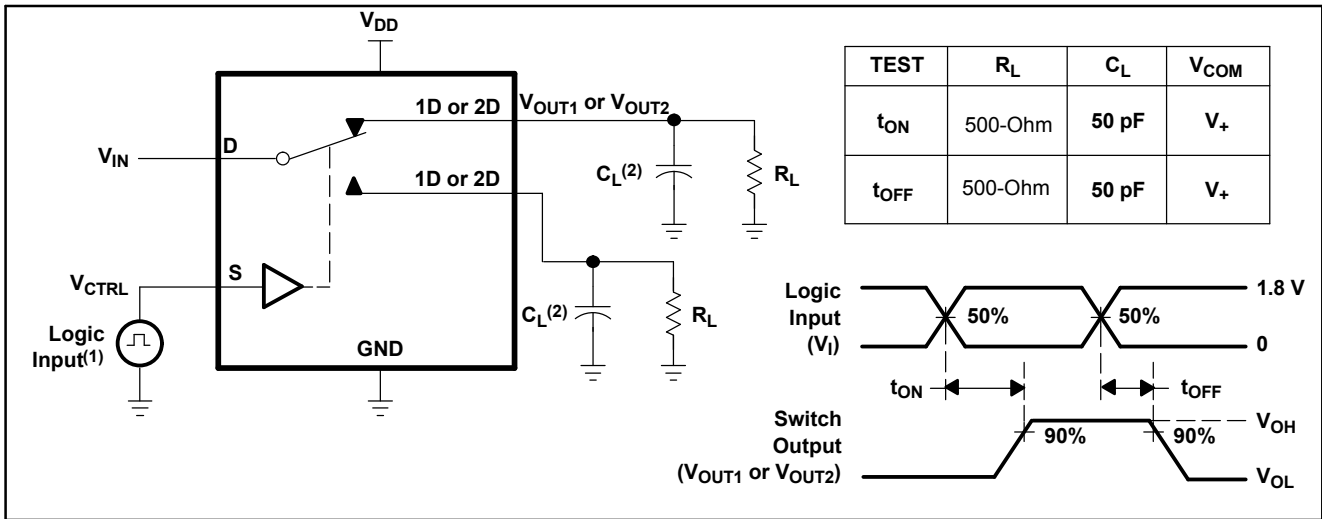 VDD
1D or 2D
VOUT1 or VOUT2
VIN
D
CL(2)
RL
1D or 2D
VCTRL
S
CL(2)
RL
Logic
Input(1)
GND
TEST RL CL VCOM
tON 500-Ohm 50 pF V+
tOFF 500-Ohm 50 pF V+
Logic
Input
(VI)
50%
50%
1.8 V
0
tON
tOFF
Switch
Output
(VOUT1 or VOUT2)
90%
90%
VOH
VOL